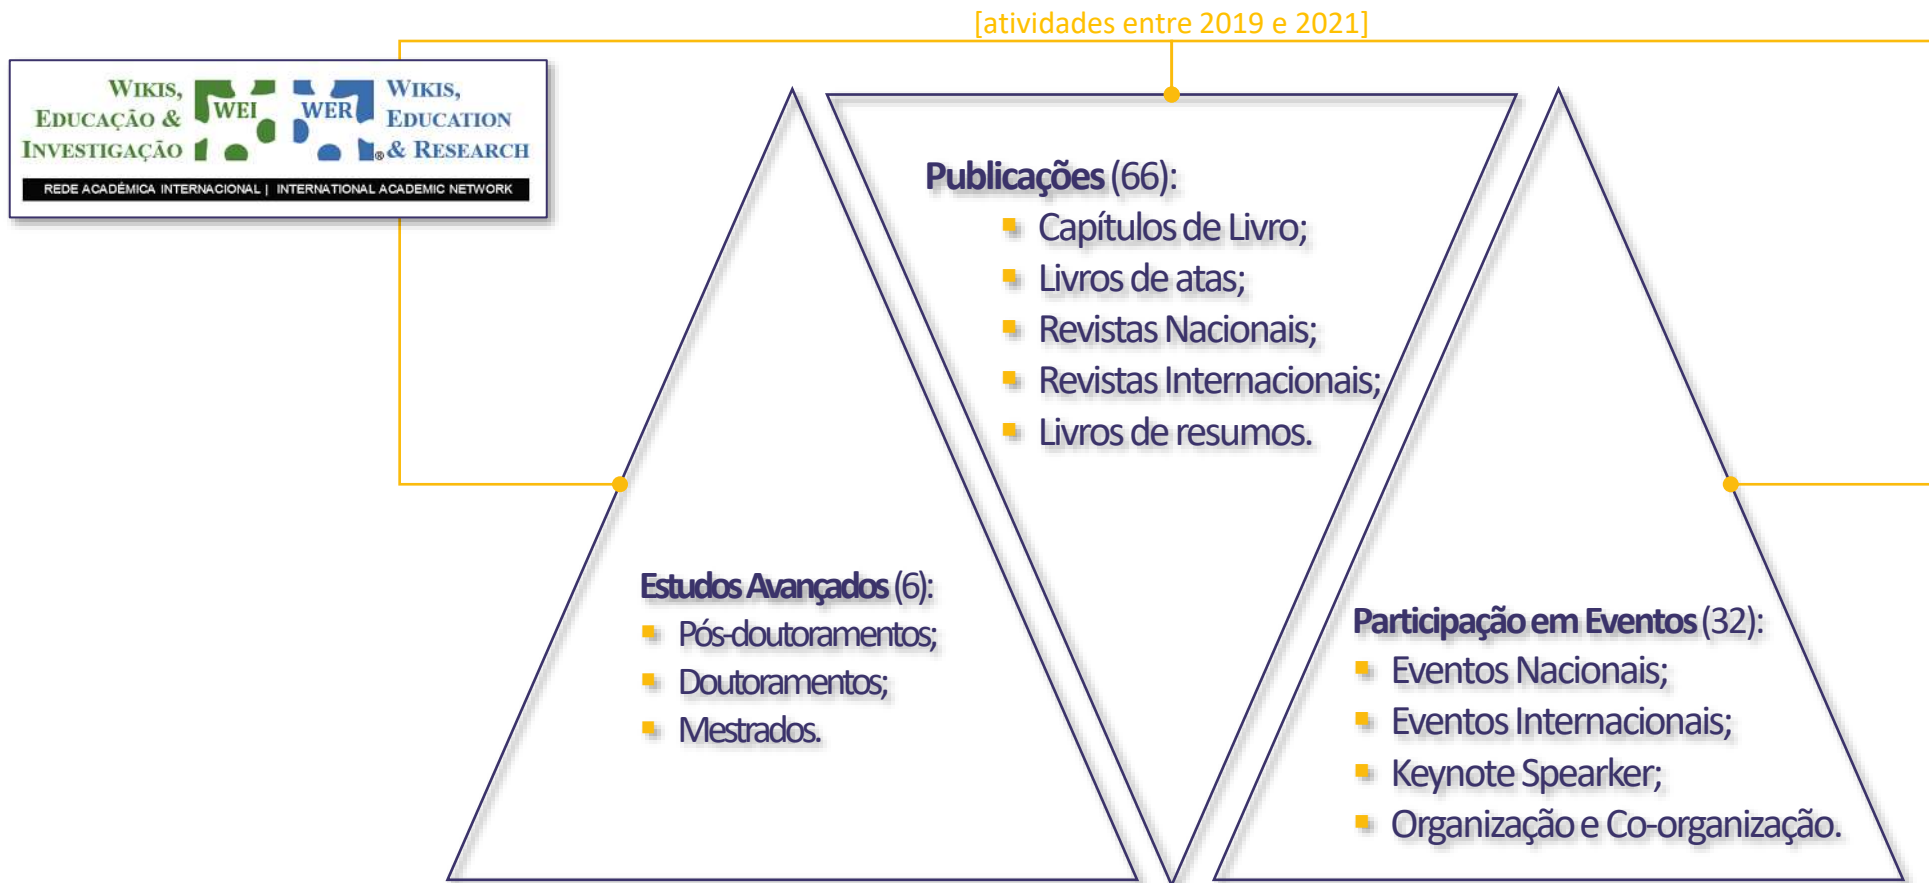 [atividades entre 2019 e 2021]
WIKIS,
EDUCAÇÃO &
INVESTIGAÇÃO
WEI
WER
®
WIKIS,
EDUCATION
& RESEARCH
REDE ACADÉMICA INTERNACIONAL | INTERNATIONAL ACADEMIC NETWORK
Publicações (66):
Capítulos de Livro;
Livros de atas;
Revistas Nacionais;
Revistas Internacionais;
Livros de resumos.
Estudos Avançados (6):
Pós-doutoramentos;
Doutoramentos;
Mestrados.
Participação em Eventos (32):
Eventos Nacionais;
Eventos Internacionais;
Keynote Spearker;
Organização e Co-organização.